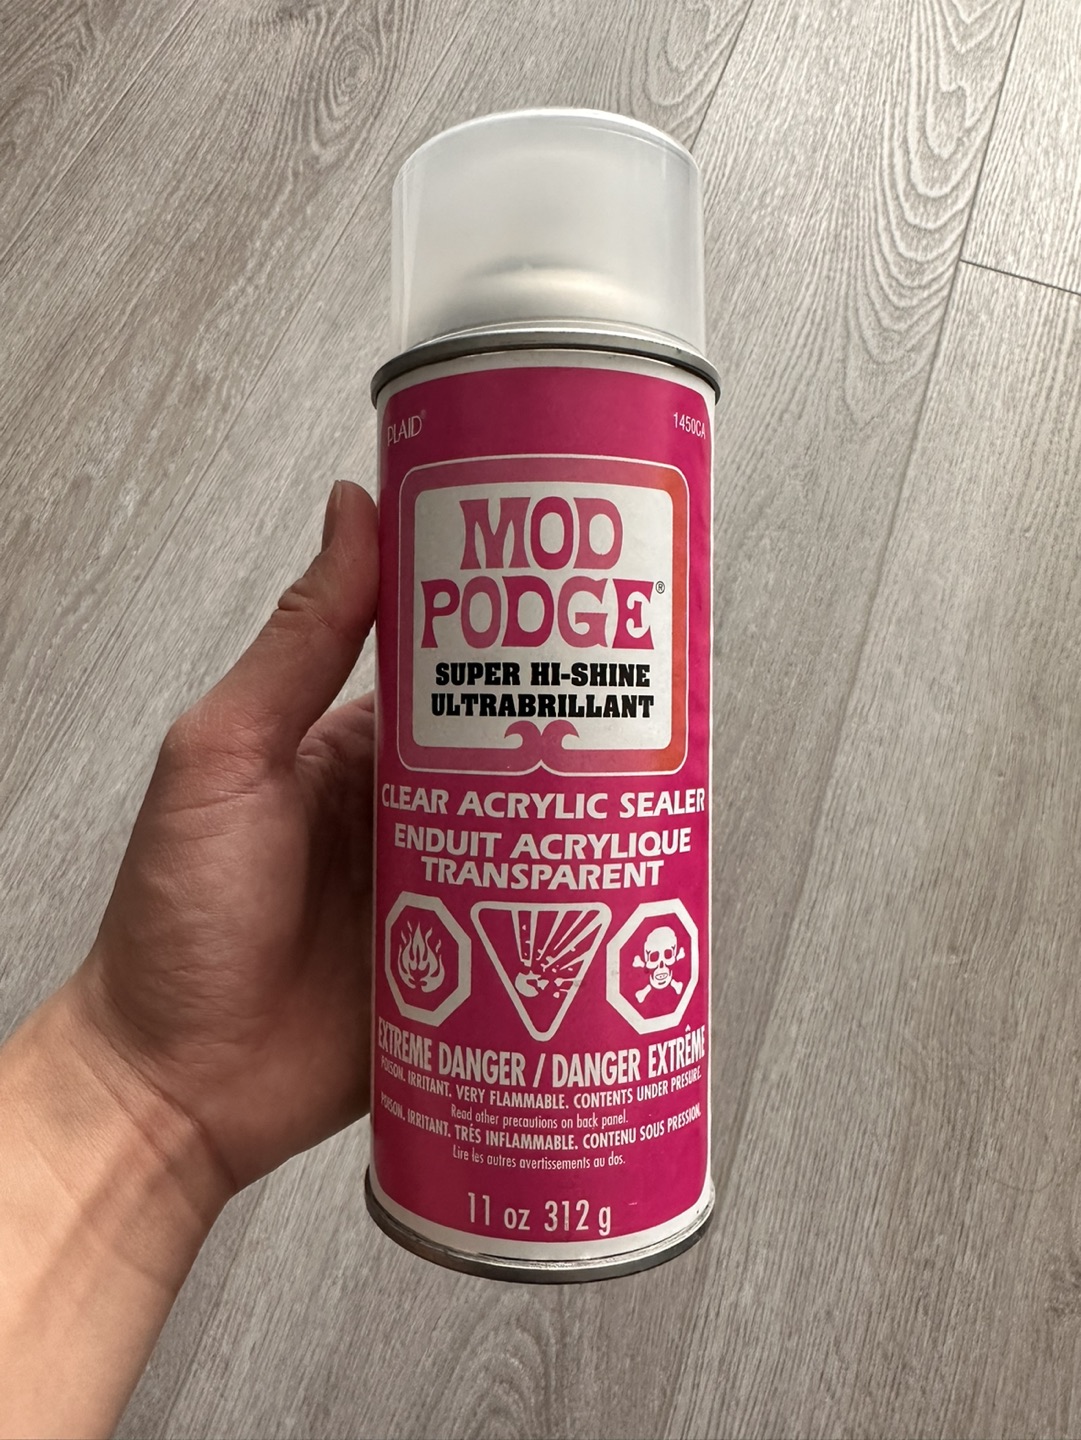 PLAID®
1450CA
MOD
PODGE®
SUPER HI-SHINE
ULTRABRILLANT
CLEAR ACRYLIC SEALER
ENDUIT ACRYLIQUE
TRANSPARENT
EXTREME DANGER / DANGER EXTRÊME
POISON. IRRITANT. VERY FLAMMABLE. CONTENTS UNDER PRESURE.
Read other precautions on back panel.
POISON. IRRITANT. TRÉS INFLAMMABLE. CONTENU SOUS PRESSION.
Lire les autres avertissements au dos.
11 oz 312 g